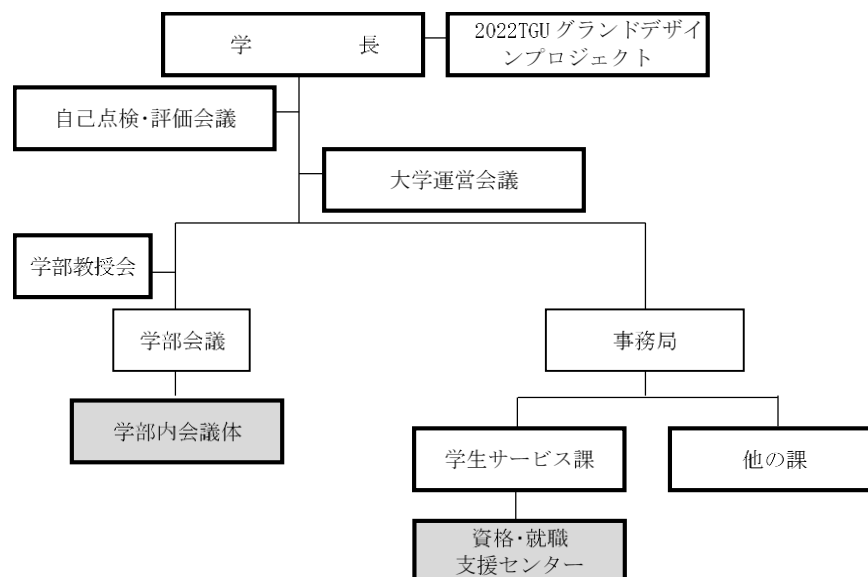 学　　　　　長
2022TGU グランドデザイ
ンプロジェクト
自己点検・評価会議
大学運営会議
学部教授会
学部会議
事務局
学部内会議体
学生サービス課
他の課
資格・就職
支援センター